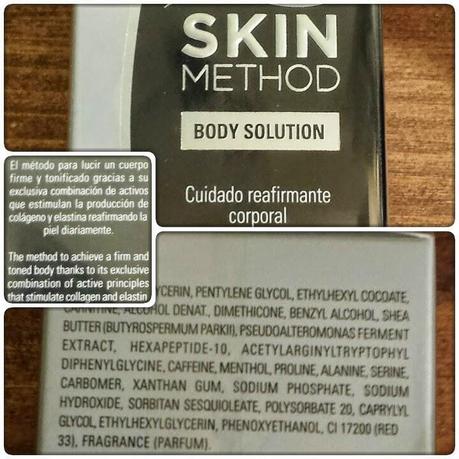 SKIN
METHOD
BODY SOLUTION
Cuidado reafirmante
corporal
El método para lucir un cuerpo
firme y tonificado gracias a su
exclusiva combinación de activos
que estimulan la producción de
colágeno y elastina reafirmando la
piel diariamente.
The method to achieve a firm and
toned body thanks to its exclusive
combination of active principles
that stimulate collagen and elastin
PENTYLENE GLYCOL, ETHYLHEXYL COCOATE,
CARNITINE, ALCOHOL DENAT., DIMETHICONE, BENZYL ALCOHOL, SHEA
BUTTER (BUTYROSPERMUM PARKII), PSEUDOALTEROMONAS FERMENT
EXTRACT, HEXAPEPTIDE-10, ACETYLARGINYLTRYPTOPHYL
DIPHENYLGLYCINE, CAFFEINE, MENTHOL, PROLINE, ALANINE, SERINE,
CARBOMER, XANTHAN GUM, SODIUM PHOSPHATE, SODIUM
HYDROXIDE, SORBITAN SESQUIOLEATE, POLYSORBATE 20, CAPRYLYL
GLYCOL, ETHYLHEXYLGLYCERIN, PHENOXYETHANOL, CI 17200 (RED
33), FRAGRANCE (PARFUM).